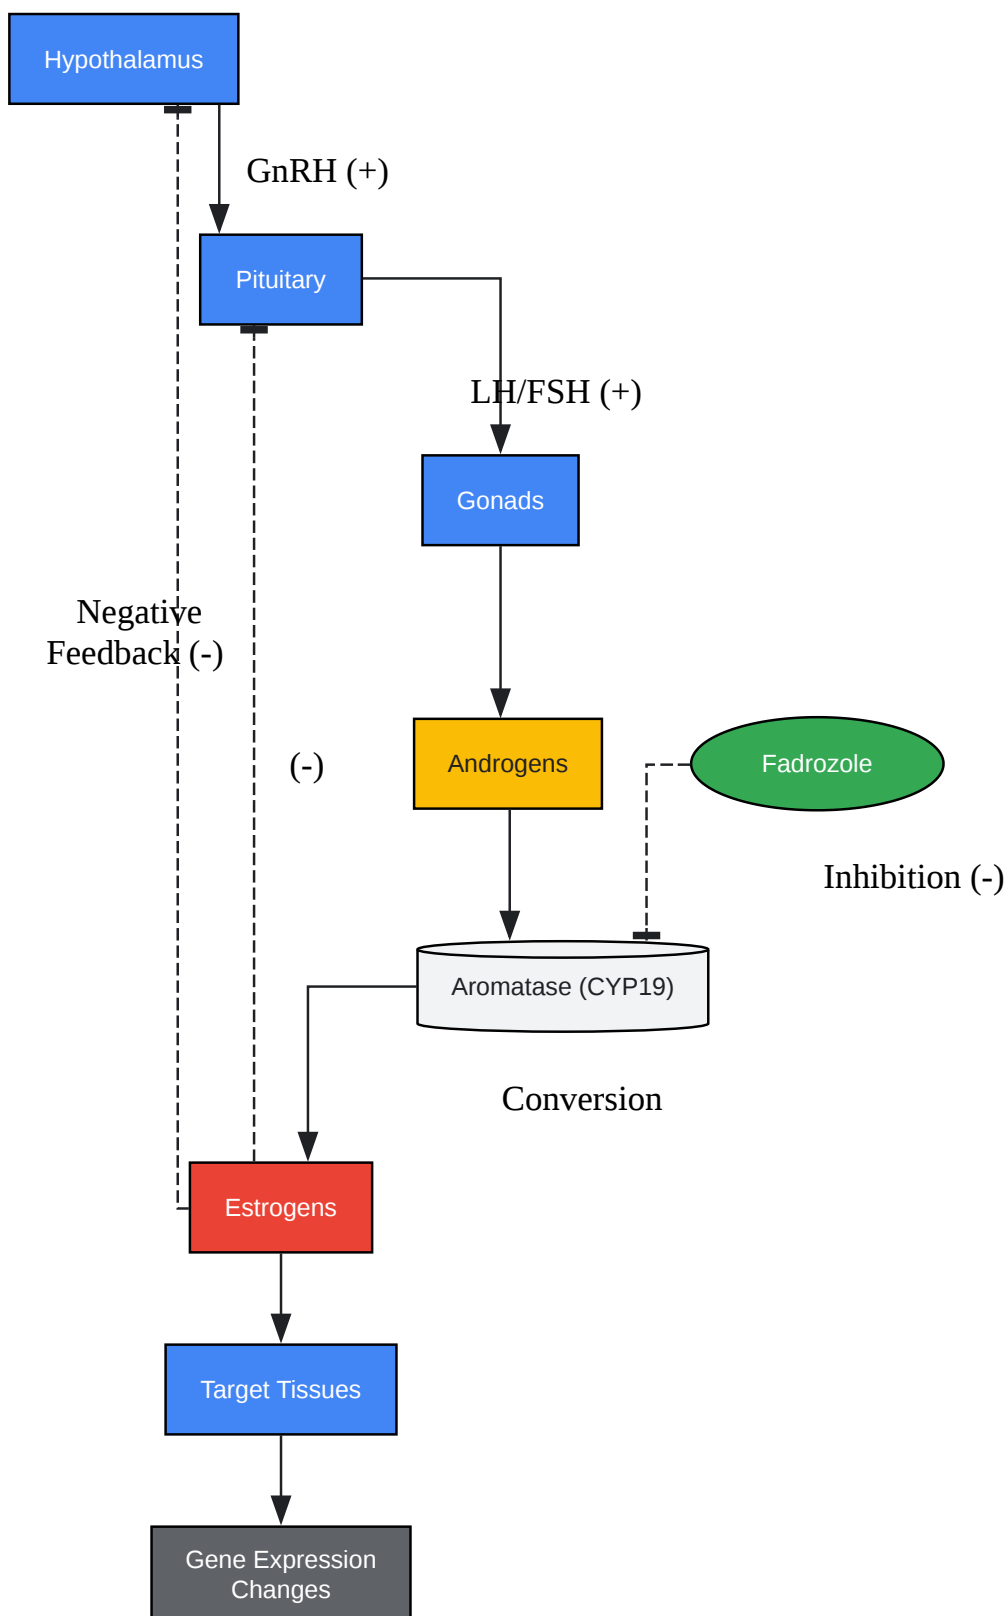 Hypothalamus
GnRH (+)
Pituitary
LH/FSH (+)
Gonads
Negative
Feedback (-)
(-)
Androgens
Fadrozole
Inhibition (-)
Aromatase (CYP19)
Conversion
Estrogens
Target Tissues
Gene Expression
Changes